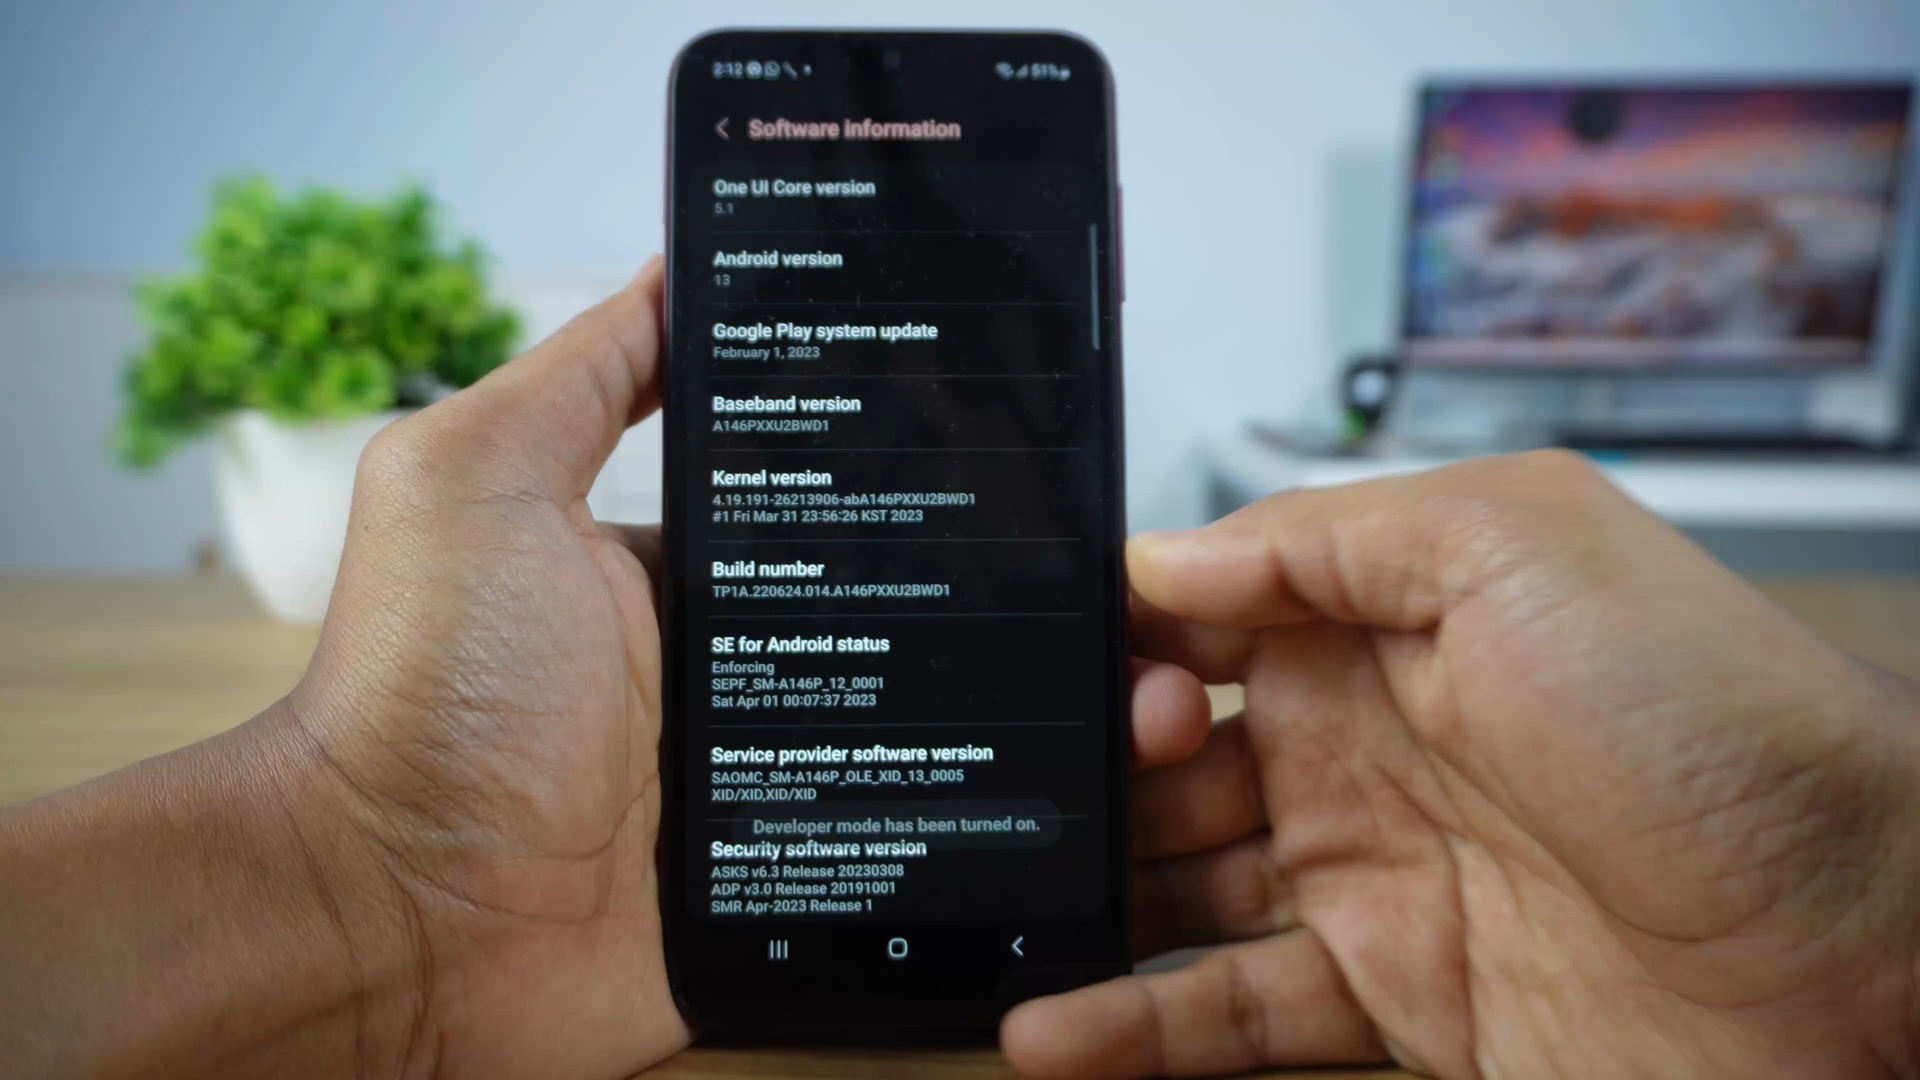 2:12
51%
Software information
One UI Core version
5.1
Android version
13
Google Play system update
February 1, 2023
Baseband version
A146PXXU2BWD1
Kernel version
4.19.191-26213906-abA146PXXU2BWD1
#1 Fri Mar 31 23:56:26 KST 2023
Build number
TP1A.220624.014.A146PXXU2BWD1
SE for Android status
Enforcing
SEPF_SM-A146P_12_0001
Sat Apr 01 00:07:37 2023
Service provider software version
SAOMC_SM-A146P_OLE_XID_13_0005
XID/XID,XID/XID
Developer mode has been turned on.
Security software version
ASKS v6.3 Release 20230308
ADP v3.0 Release 20191001
SMR Apr-2023 Release 1